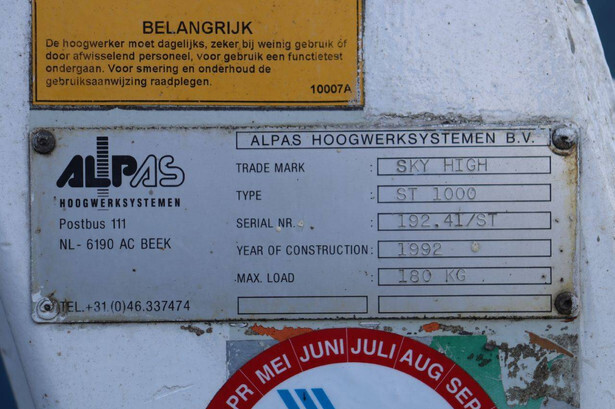 BELANGRIJK
De hoogwerker moet dagelijks, zeker bij weinig gebruik óf
door afwisselend personeel, voor gebruik een functietest
ondergaan. Voor smering en onderhoud de
gebruiksaanwijzing raadplegen.
10007A
ALPAS
HOOGWERKSYSTEMEN
Postbus 111
NL- 6190 AC BEEK
TEL.+31 (0)46.337474
ALPAS HOOGWERKSYSTEMEN B.V.
TRADE MARK : SKY HIGH
TYPE : ST 1000
SERIAL NR. : 192.41/ST
YEAR OF CONSTRUCTION : 1992
MAX. LOAD : 180 KG
PR MEI JUNI JULI AUG SEP